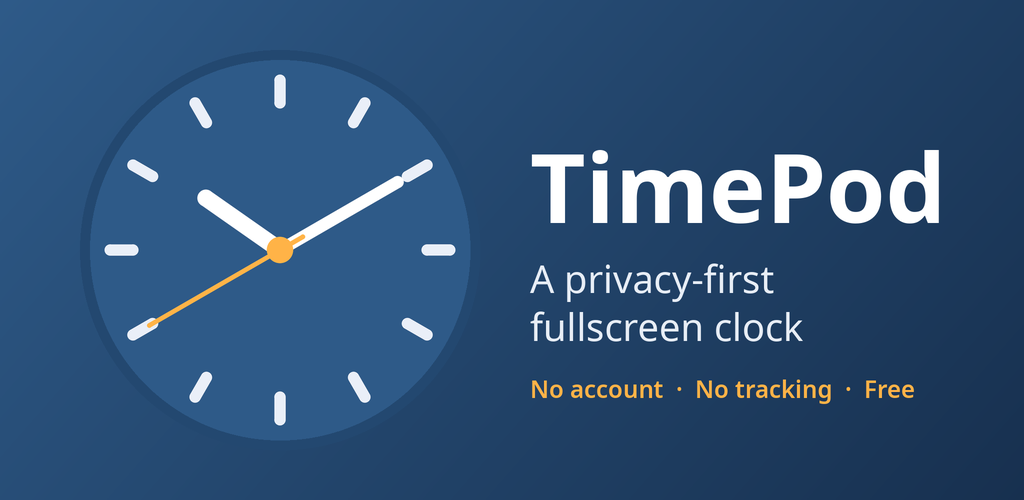 TimePod
A privacy-first
fullscreen clock
No account · No tracking · Free